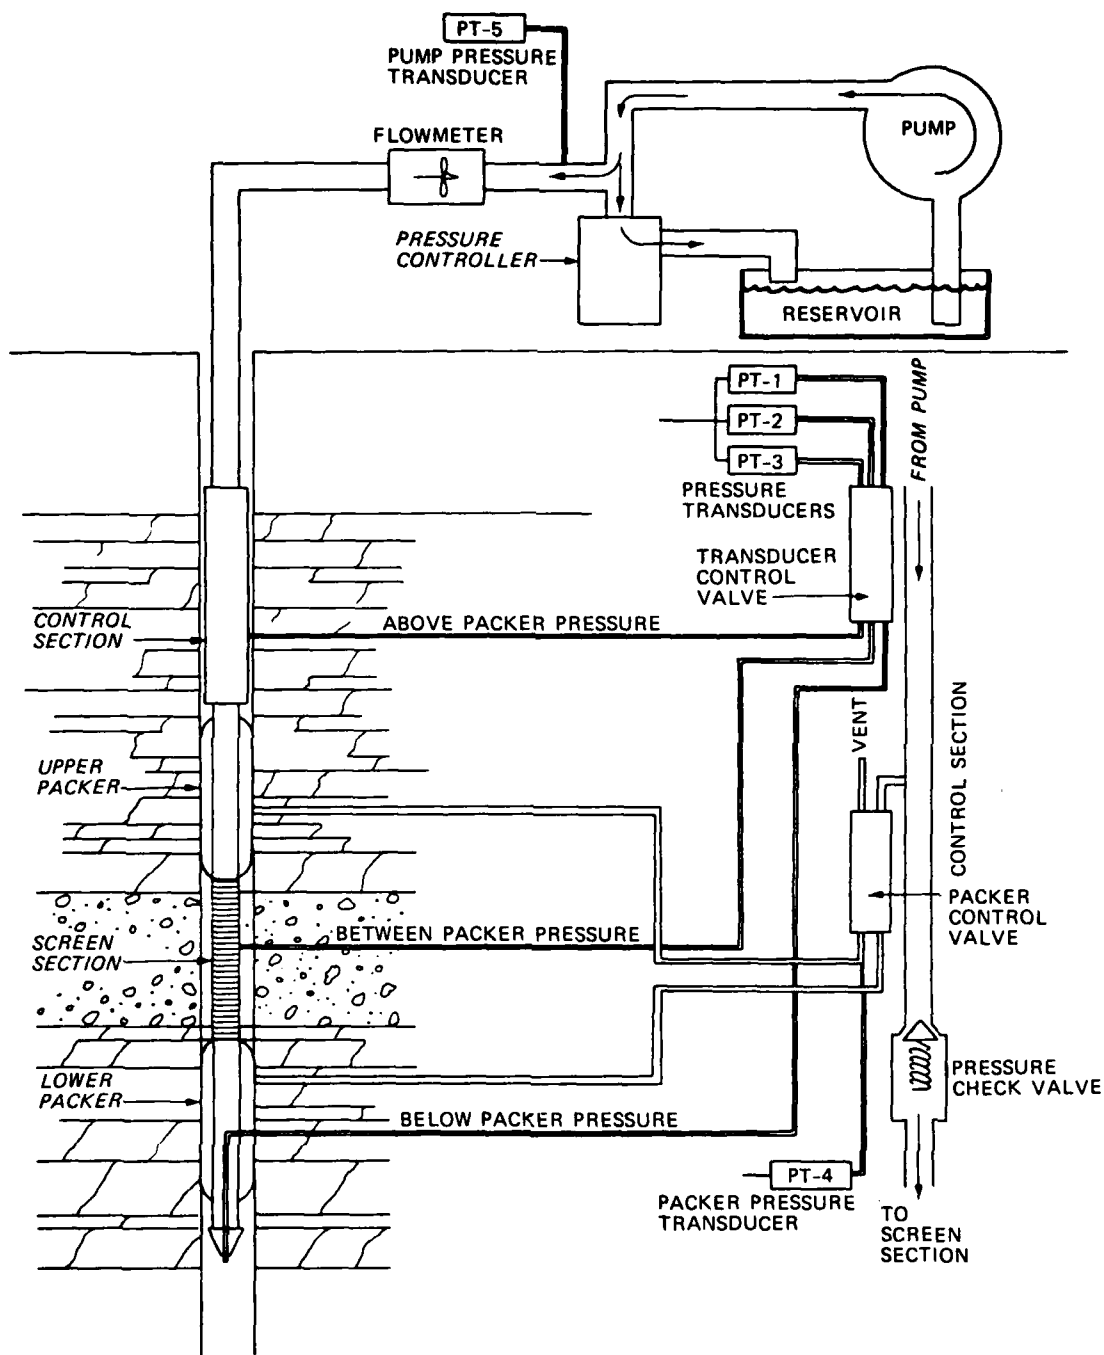 PT-5
PUMP PRESSURE
TRANSDUCER
FLOWMETER
PUMP
PRESSURE
CONTROLLER
RESERVOIR
PT-1
PT-2
PT-3
PRESSURE
TRANSDUCERS
FROM PUMP
TRANSDUCER
CONTROL
VALVE
CONTROL
SECTION
ABOVE PACKER PRESSURE
VENT
CONTROL SECTION
UPPER
PACKER
PACKER
CONTROL
VALVE
SCREEN
SECTION
BETWEEN PACKER PRESSURE
LOWER
PACKER
PRESSURE
CHECK VALVE
BELOW PACKER PRESSURE
PT-4
PACKER PRESSURE
TRANSDUCER
TO
SCREEN
SECTION